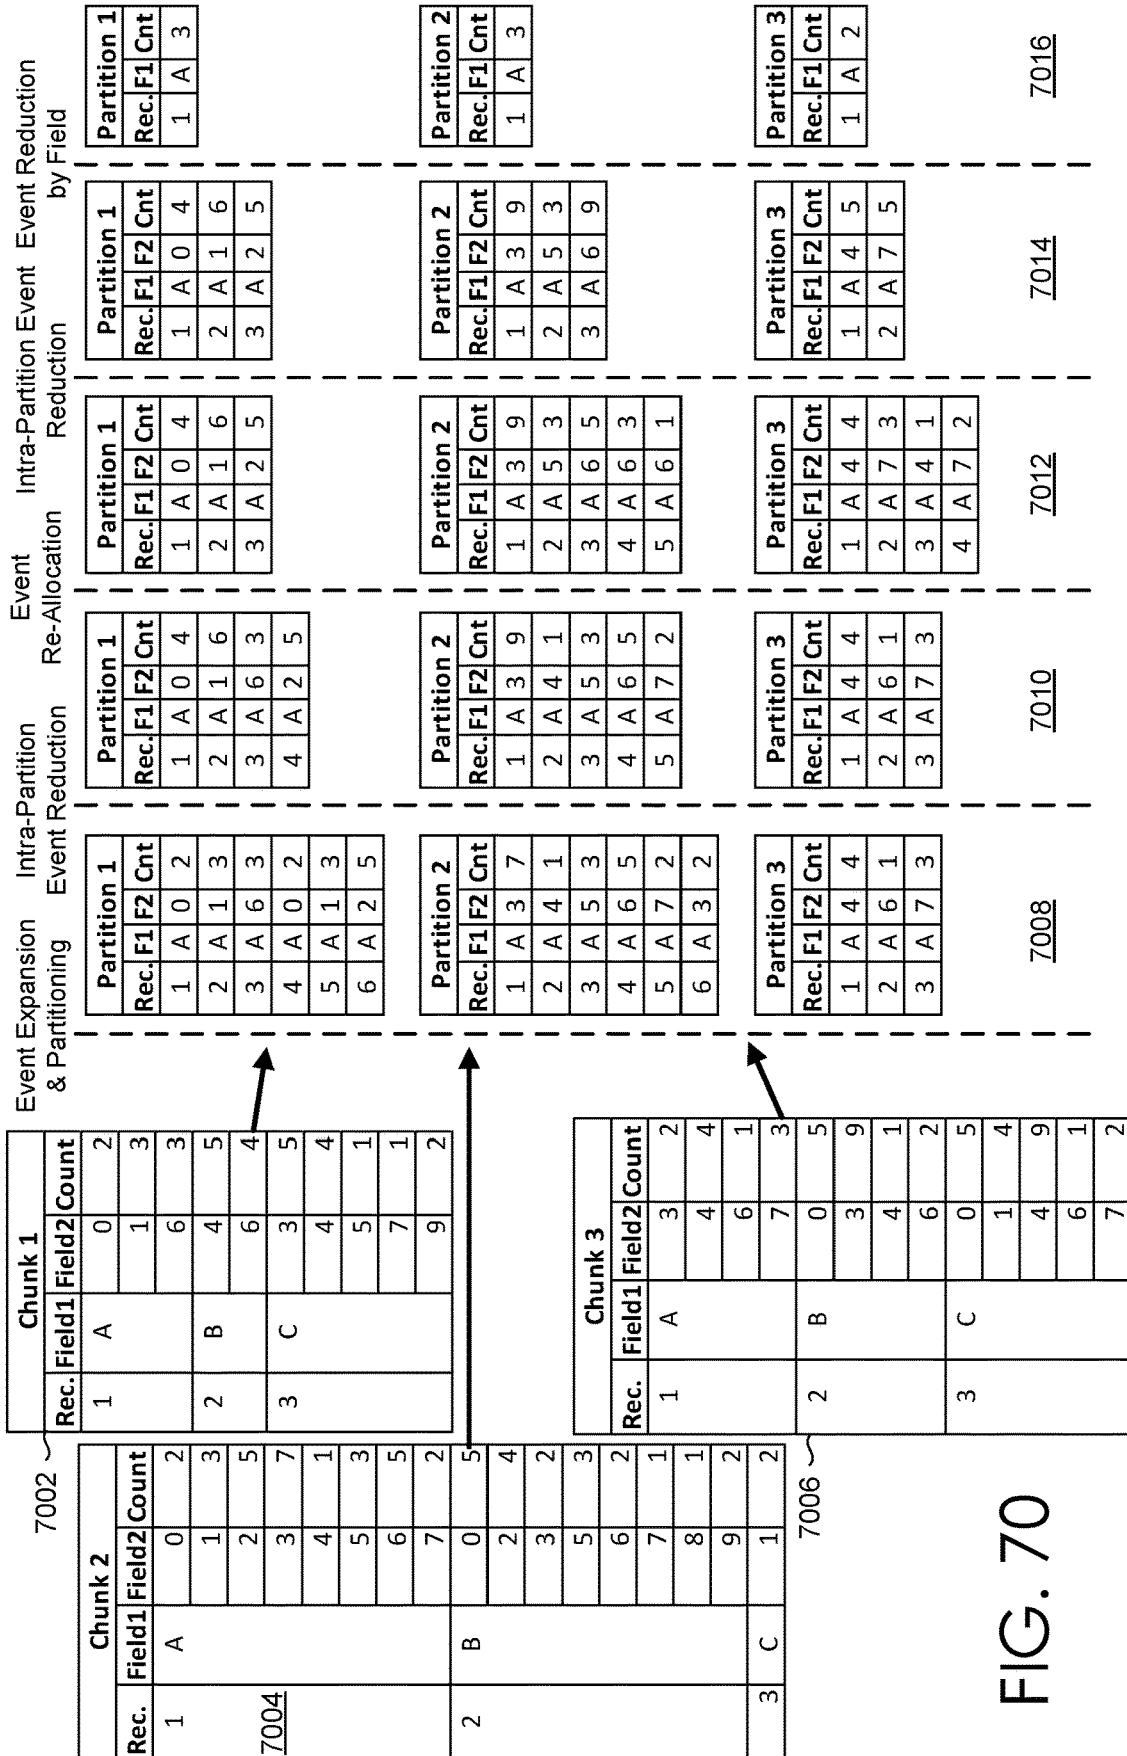 Chunk 1
Rec. Field1 Field2 Count
1 A 0 2
1 3
6 3
2 B 4 5
6 4
3 C 3 5
4 4
5 1
7 1
9 2
7002
Chunk 2
Rec. Field1 Field2 Count
1 A 0 2
1 3
2 5
3 7
4 1
5 3
6 5
7 2
2 B 0 5
2 4
3 2
5 3
6 2
7 1
8 1
9 2
3 C 1 2
7004
Chunk 3
Rec. Field1 Field2 Count
1 A 3 2
4 4
6 1
7 3
2 B 0 5
3 9
4 1
6 2
3 C 0 5
1 4
4 9
6 1
7 2
7006
Event Expansion
& Partitioning
Partition 1
Rec. F1 F2 Cnt
1 A 0 2
2 A 1 3
3 A 6 3
4 A 0 2
5 A 1 3
6 A 2 5
Partition 2
Rec. F1 F2 Cnt
1 A 3 7
2 A 4 1
3 A 5 3
4 A 6 5
5 A 7 2
6 A 3 2
Partition 3
Rec. F1 F2 Cnt
1 A 4 4
2 A 6 1
3 A 7 3
7008
Intra-Partition
Event Reduction
Partition 1
Rec. F1 F2 Cnt
1 A 0 4
2 A 1 6
3 A 6 3
4 A 2 5
Partition 2
Rec. F1 F2 Cnt
1 A 3 9
2 A 4 1
3 A 5 3
4 A 6 5
5 A 7 2
Partition 3
Rec. F1 F2 Cnt
1 A 4 4
2 A 6 1
3 A 7 3
7010
Event
Re-Allocation
Partition 1
Rec. F1 F2 Cnt
1 A 0 4
2 A 1 6
3 A 2 5
Partition 2
Rec. F1 F2 Cnt
1 A 3 9
2 A 5 3
3 A 6 5
4 A 6 3
5 A 6 1
Partition 3
Rec. F1 F2 Cnt
1 A 4 4
2 A 7 3
3 A 4 1
4 A 7 2
7012
Intra-Partition Event
Reduction
Partition 1
Rec. F1 F2 Cnt
1 A 0 4
2 A 1 6
3 A 2 5
Partition 2
Rec. F1 F2 Cnt
1 A 3 9
2 A 5 3
3 A 6 9
Partition 3
Rec. F1 F2 Cnt
1 A 4 5
2 A 7 5
7014
Event Reduction
by Field
Partition 1
Rec. F1 Cnt
1 A 3
Partition 2
Rec. F1 Cnt
1 A 3
Partition 3
Rec. F1 Cnt
1 A 2
7016
FIG. 70